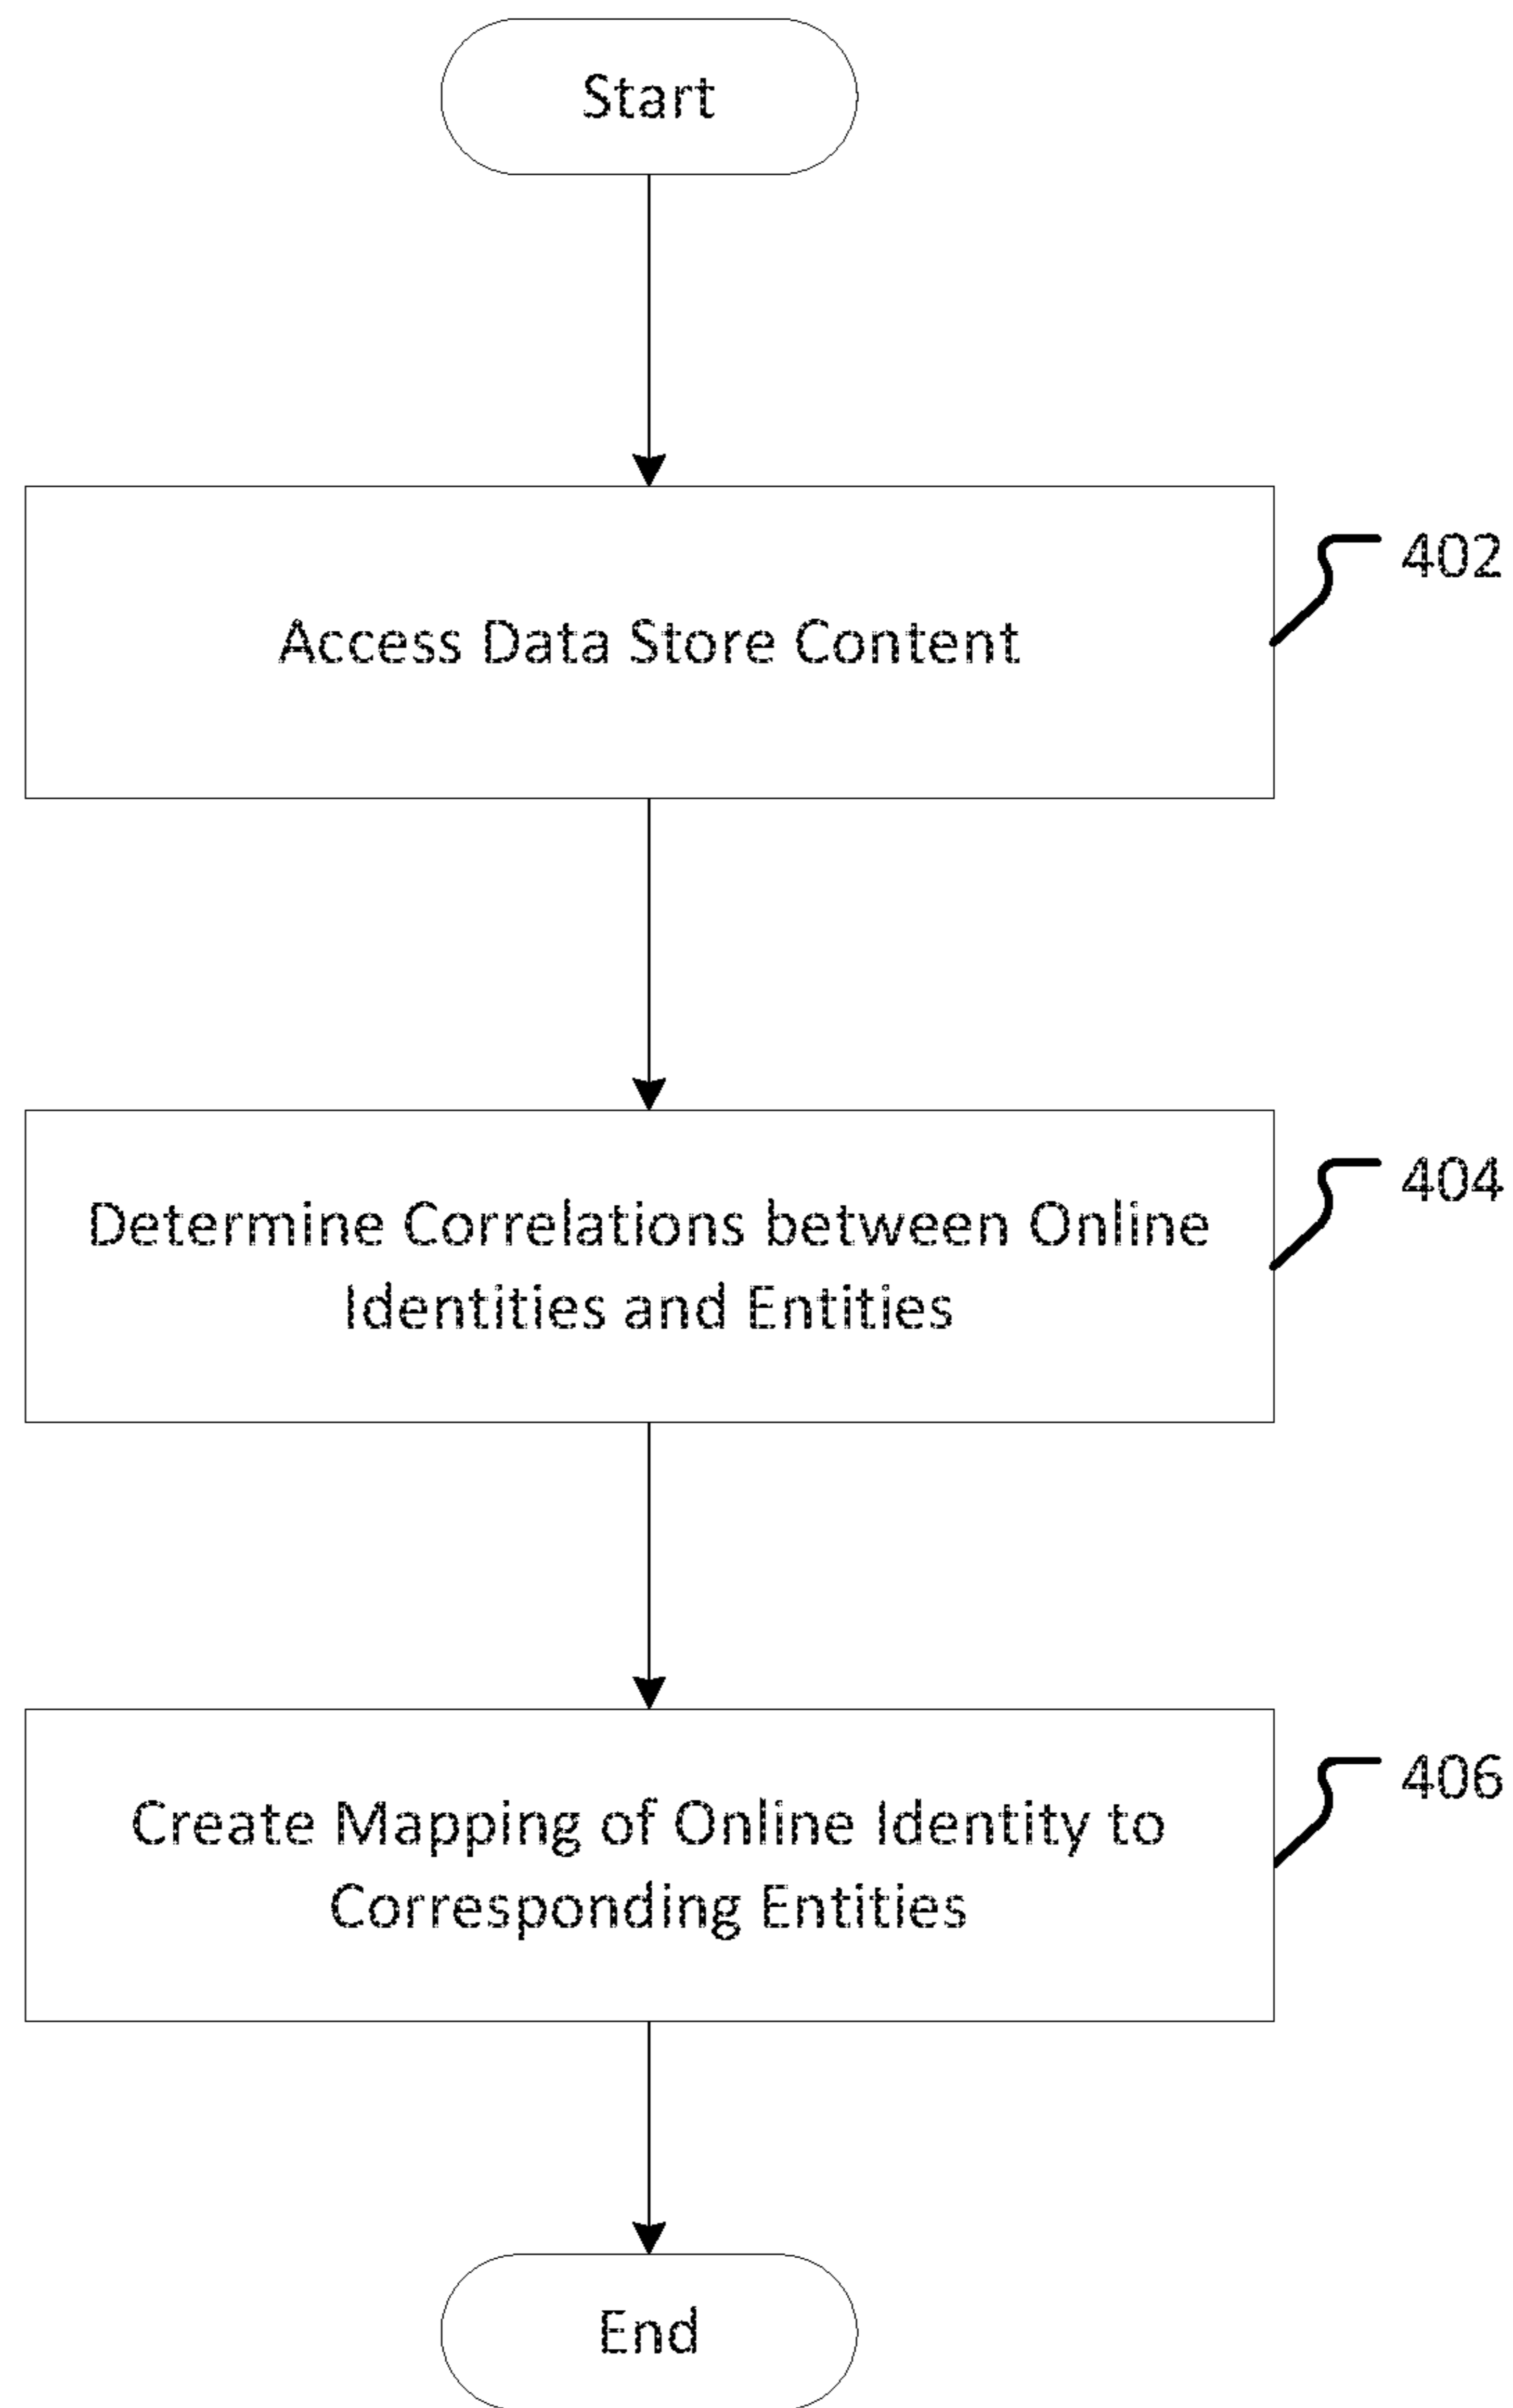 Start
Access Data Store Content
402
Determine Correlations between Online
Identities and Entities
404
Create Mapping of Online Identity to
Corresponding Entities
406
End